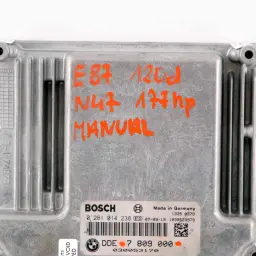 E87 120d
N47 177hp
MANUAL
BOSCH
Made in Germany
0 281 014 238
DDE 7 809 000